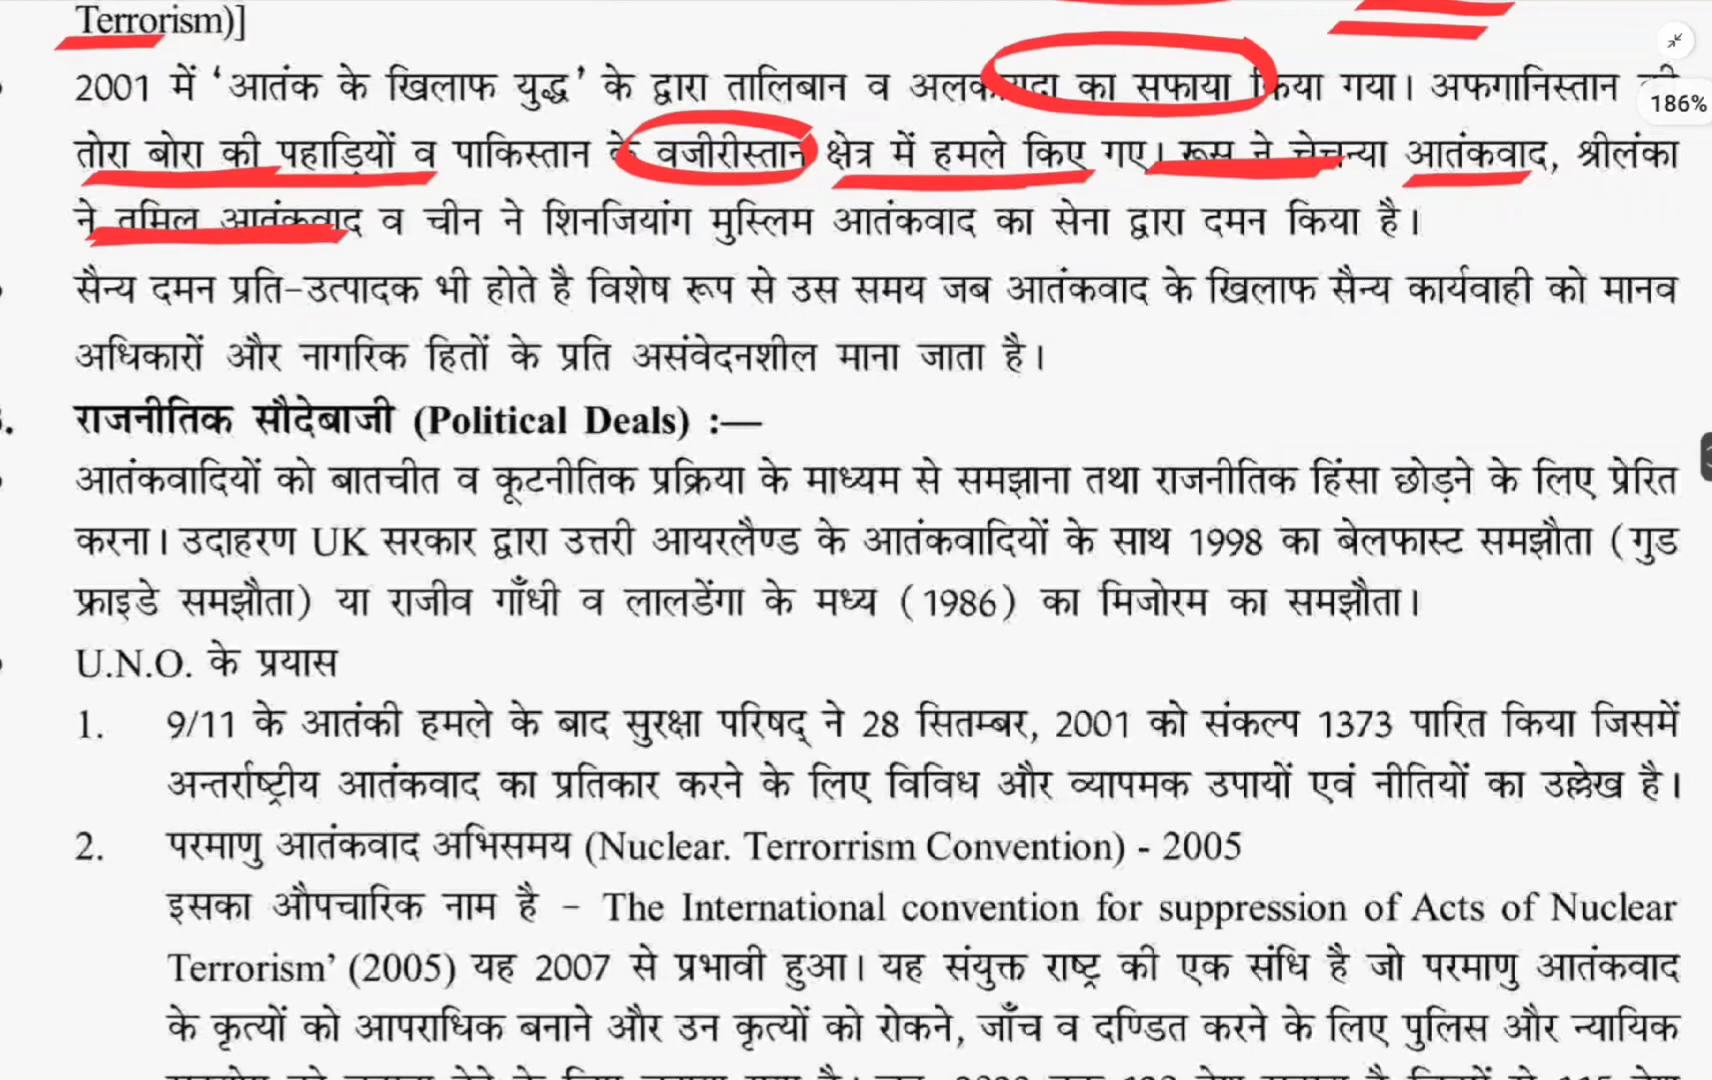 Terrorism)]
186%
2001 में ‘आतंक के खिलाफ युद्ध’ के द्वारा तालिबान व का सफाया किया गया। अफगानिस्तान
तोरा बोरा की पहाड़ियों व पाकिस्तान के वजीरीस्तान क्षेत्र में हमले किए गए। रूस ने चेचन्या आतंकवाद, श्रीलंका
ने तमिल आतंकवाद व चीन ने शिनजियांग मुस्लिम आतंकवाद का सेना द्वारा दमन किया है।
सैन्य दमन प्रति-उत्पादक भी होते है विशेष रूप से उस समय जब आतंकवाद के खिलाफ सैन्य कार्यवाही को मानव
अधिकारों और नागरिक हितों के प्रति असंवेदनशील माना जाता है।
राजनीतिक सौदेबाजी (Political Deals) :—
आतंकवादियों को बातचीत व कूटनीतिक प्रक्रिया के माध्यम से समझाना तथा राजनीतिक हिंसा छोड़ने के लिए प्रेरित
करना। उदाहरण UK सरकार द्वारा उत्तरी आयरलैण्ड के आतंकवादियों के साथ 1998 का बेलफास्ट समझौता (गुड
फ्राइडे समझौता) या राजीव गाँधी व लालडेंगा के मध्य (1986) का मिजोरम का समझौता।
U.N.O. के प्रयास
1. 9/11 के आतंकी हमले के बाद सुरक्षा परिषद् ने 28 सितम्बर, 2001 को संकल्प 1373 पारित किया जिसमें
अन्तर्राष्ट्रीय आतंकवाद का प्रतिकार करने के लिए विविध और व्यापमक उपायों एवं नीतियों का उल्लेख है।
2. परमाणु आतंकवाद अभिसमय (Nuclear. Terrorrism Convention) - 2005
इसका औपचारिक नाम है – The International convention for suppression of Acts of Nuclear
Terrorism’ (2005) यह 2007 से प्रभावी हुआ। यह संयुक्त राष्ट्र की एक संधि है जो परमाणु आतंकवाद
के कृत्यों को आपराधिक बनाने और उन कृत्यों को रोकने, जाँच व दण्डित करने के लिए पुलिस और न्यायिक